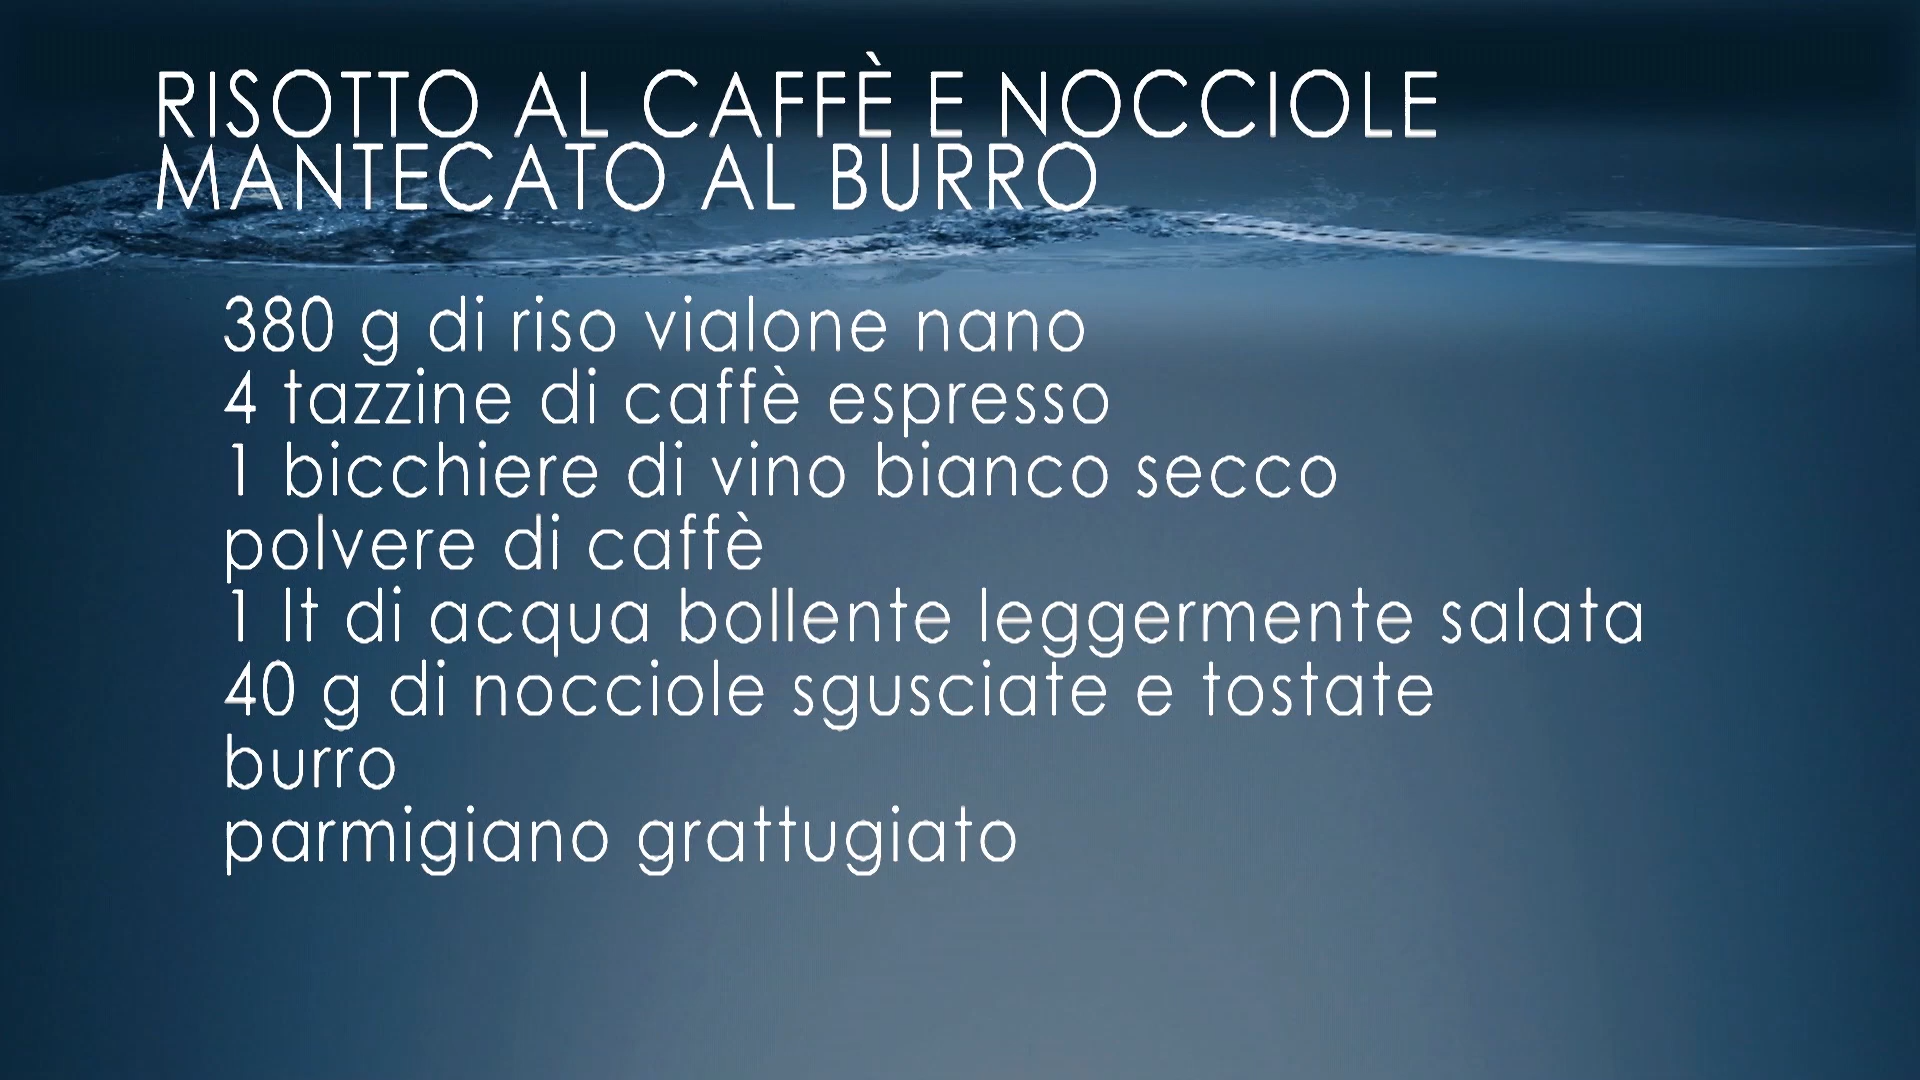 RISOTTO AL CAFFÈ E NOCCIOLE
MANTECATO AL BURRO
380 g di riso vialone nano
4 tazzine di caffè espresso
1 bicchiere di vino bianco secco
polvere di caffè
1 lt di acqua bollente leggermente salata
40 g di nocciole sgusciate e tostate
burro
parmigiano grattugiato